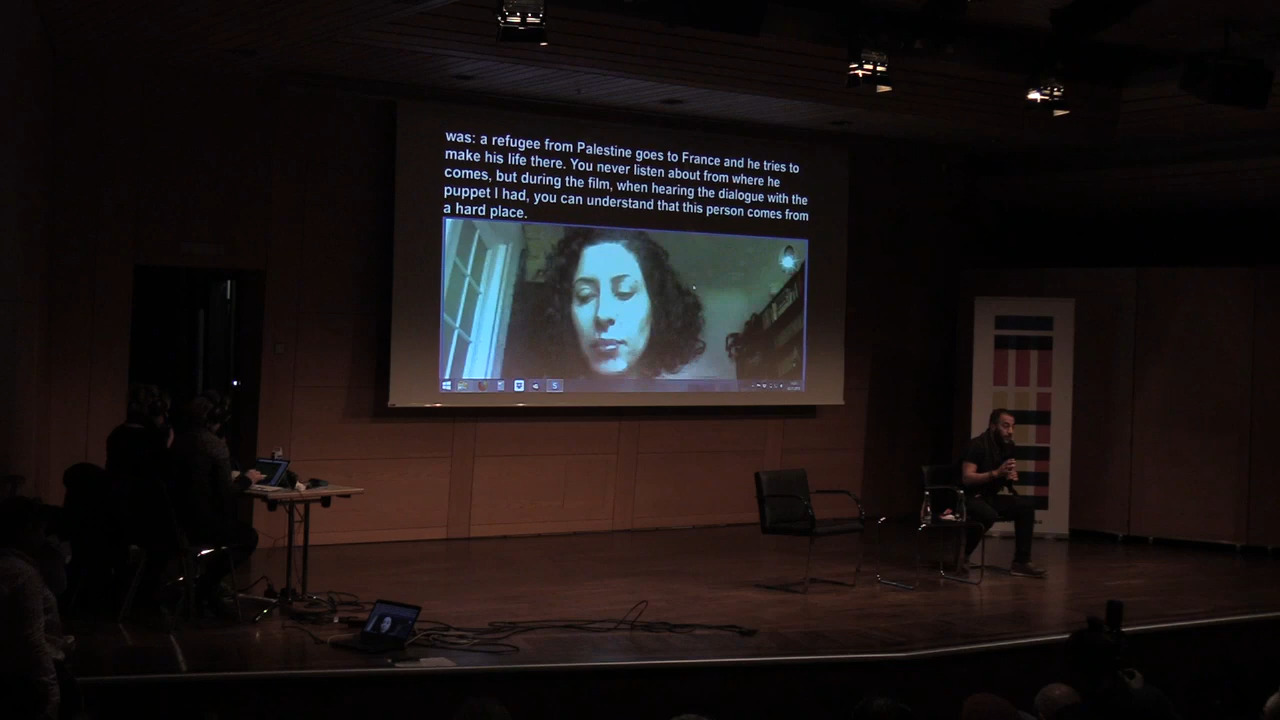 was: a refugee from Palestine goes to France and he tries to
make his life there. You never listen about from where he
comes, but during the film, when hearing the dialogue with the
puppet I had, you can understand that this person comes from
a hard place.